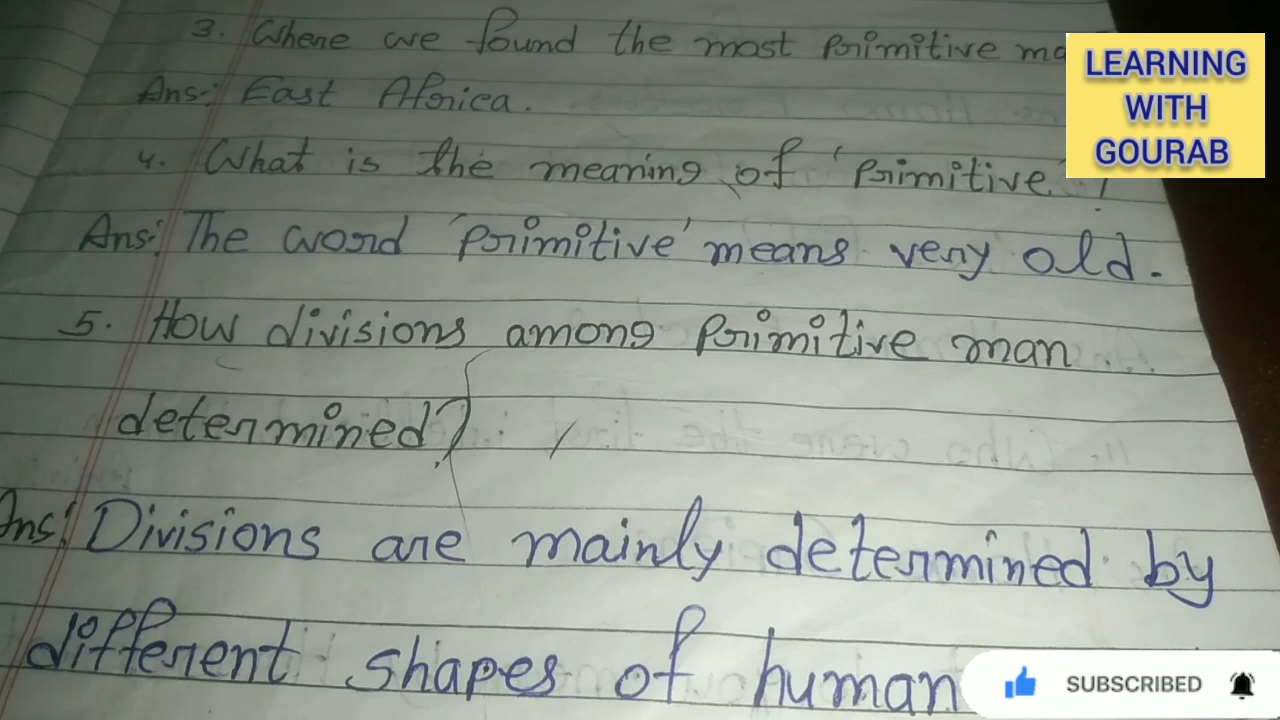 3. Where we found the most Primitive
Ans:- East Africa.
4. What is the meaning of 'Primitive'?
Ans: The word 'Primitive' means very old.
5. How divisions among Primitive man
determined?
Ans: Divisions are mainly determined by
different shapes of human
LEARNING
WITH
GOURAB
SUBSCRIBED